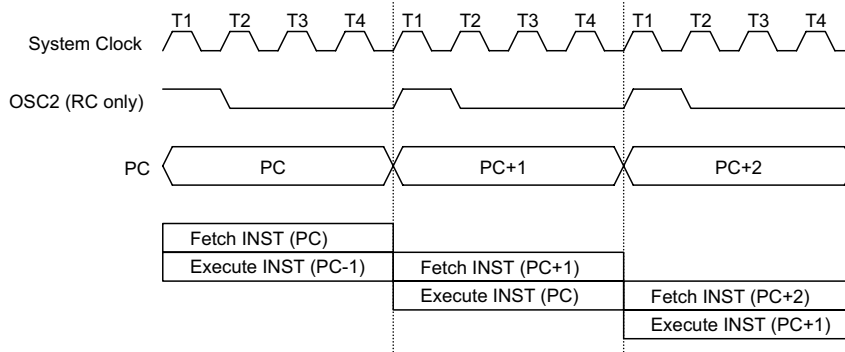 T1 T2 T3 T4 T1 T2 T3 T4 T1 T2 T3 T4
System Clock
OSC2 (RC only)
PC PC PC+1 PC+2
Fetch INST (PC)
Execute INST (PC-1) Fetch INST (PC+1)
Execute INST (PC) Fetch INST (PC+2)
Execute INST (PC+1)